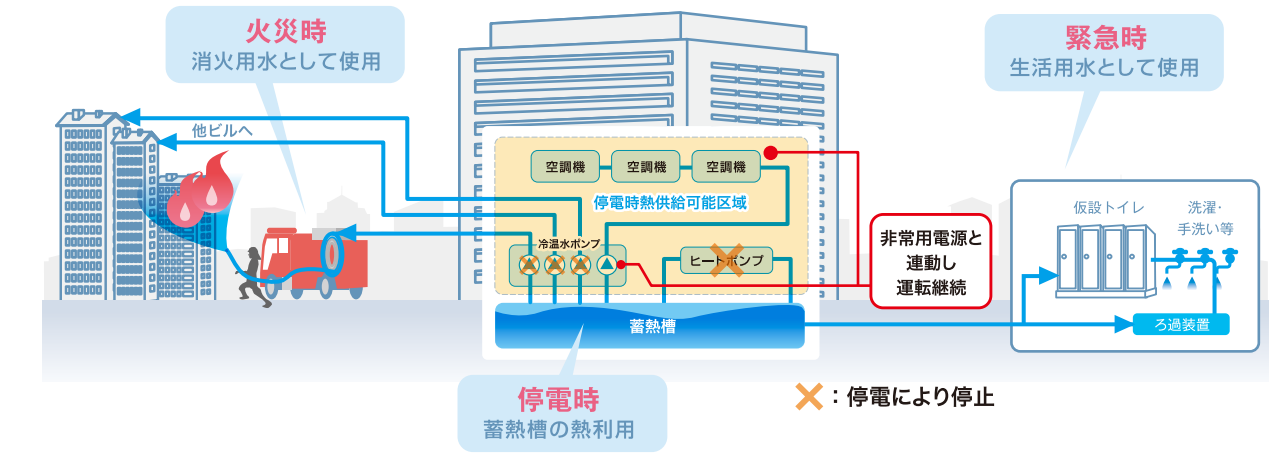 火災時
消火用水として使用
緊急時
生活用水として使用
他ビルへ
空調機
空調機
空調機
停電時熱供給可能区域
冷温水ポンプ
ヒートポンプ
蓄熱槽
非常用電源と
連動し
運転継続
仮設トイレ
洗濯・
手洗い等
ろ過装置
停電時
蓄熱槽の熱利用
：停電により停止